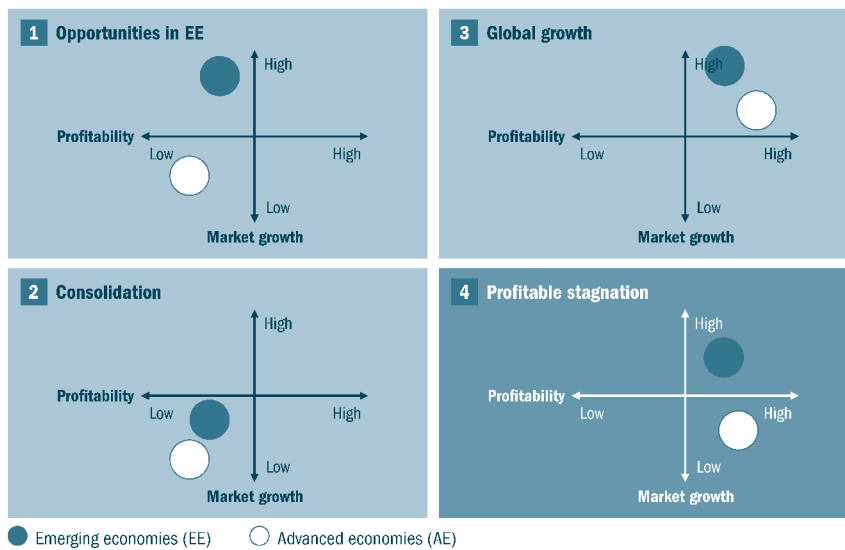 1 Opportunities in EE
High
Profitability
Low
High
Low
Market growth
3 Global growth
High
Profitability
Low
High
Low
Market growth
2 Consolidation
High
Profitability
Low
High
Low
Market growth
4 Profitable stagnation
High
Profitability
Low
High
Low
Market growth
Emerging economies (EE) Advanced economies (AE)